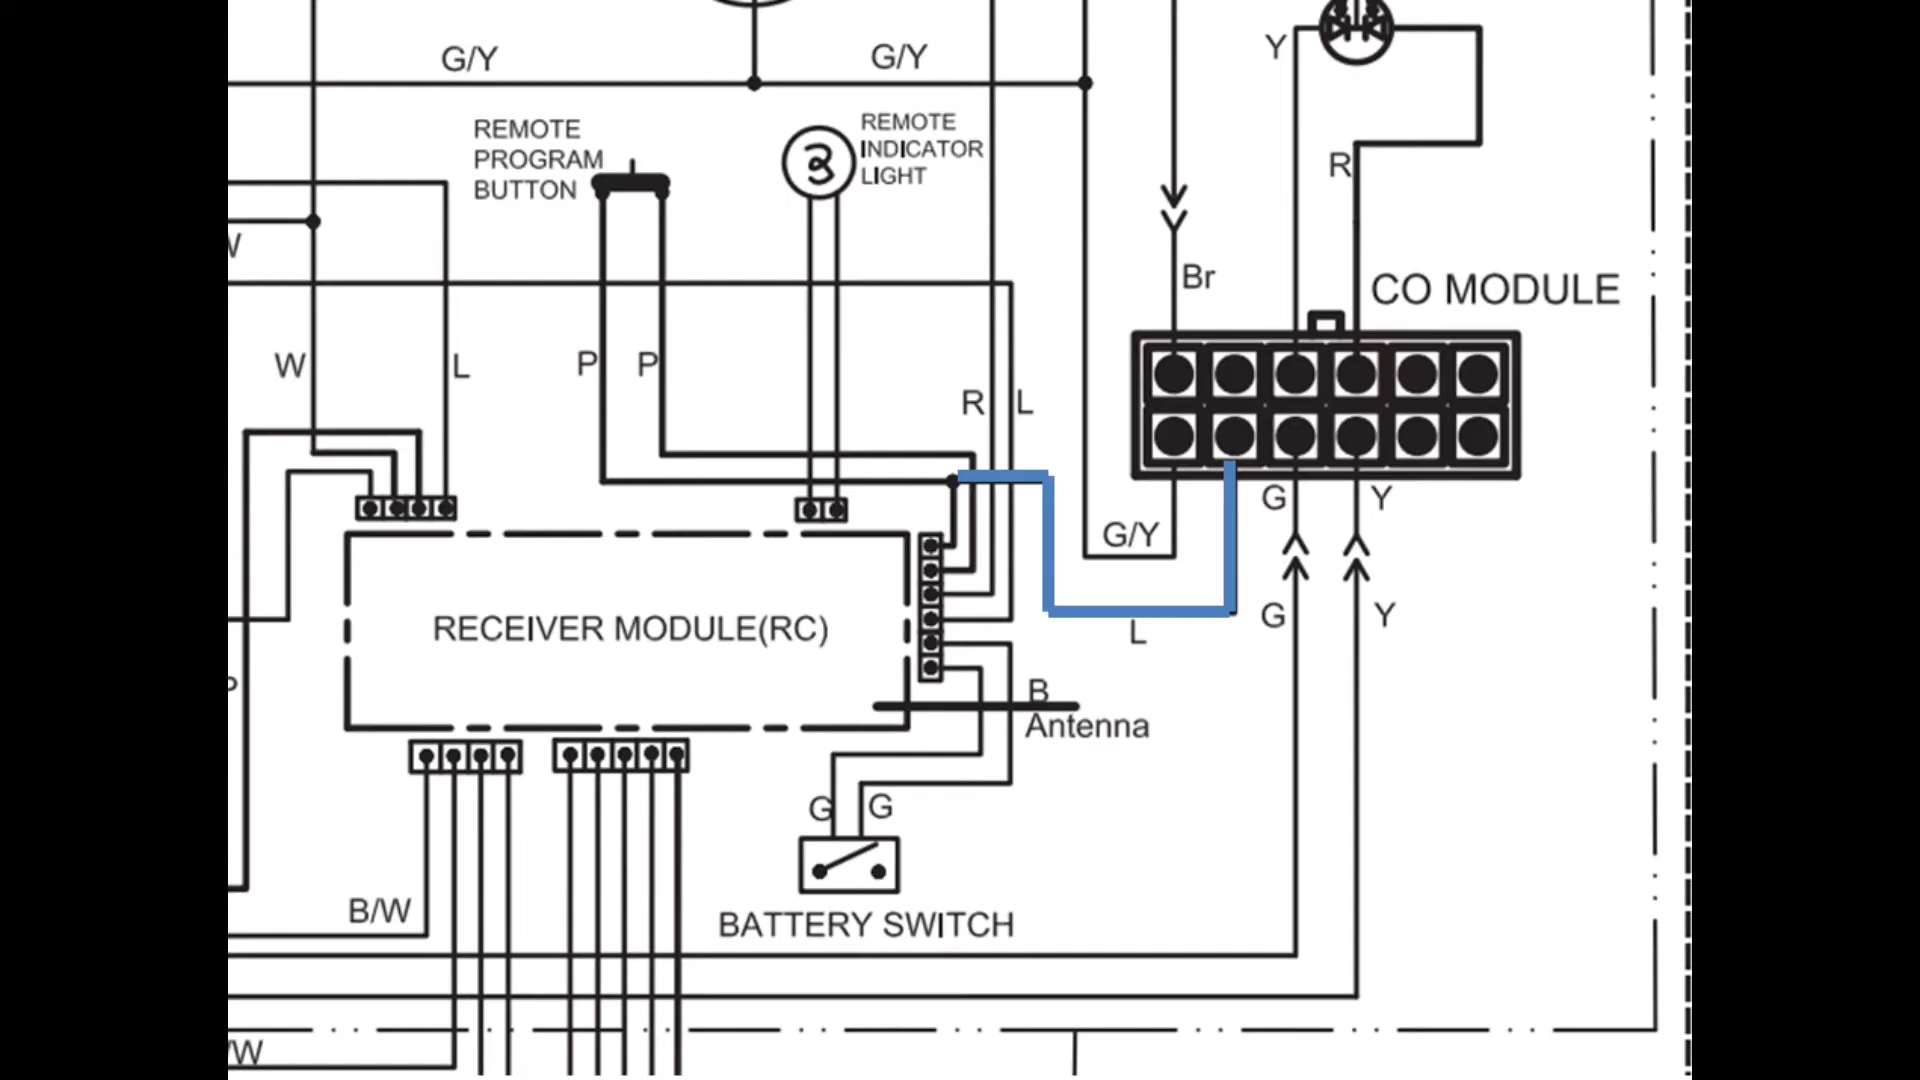 G/Y
G/Y
Y
REMOTE
PROGRAM
BUTTON
REMOTE
INDICATOR
LIGHT
R
Br
CO MODULE
W
L
P
P
R
L
G
Y
G/Y
RECEIVER MODULE(RC)
G
Y
L
B
Antenna
G
G
B/W
BATTERY SWITCH
/W